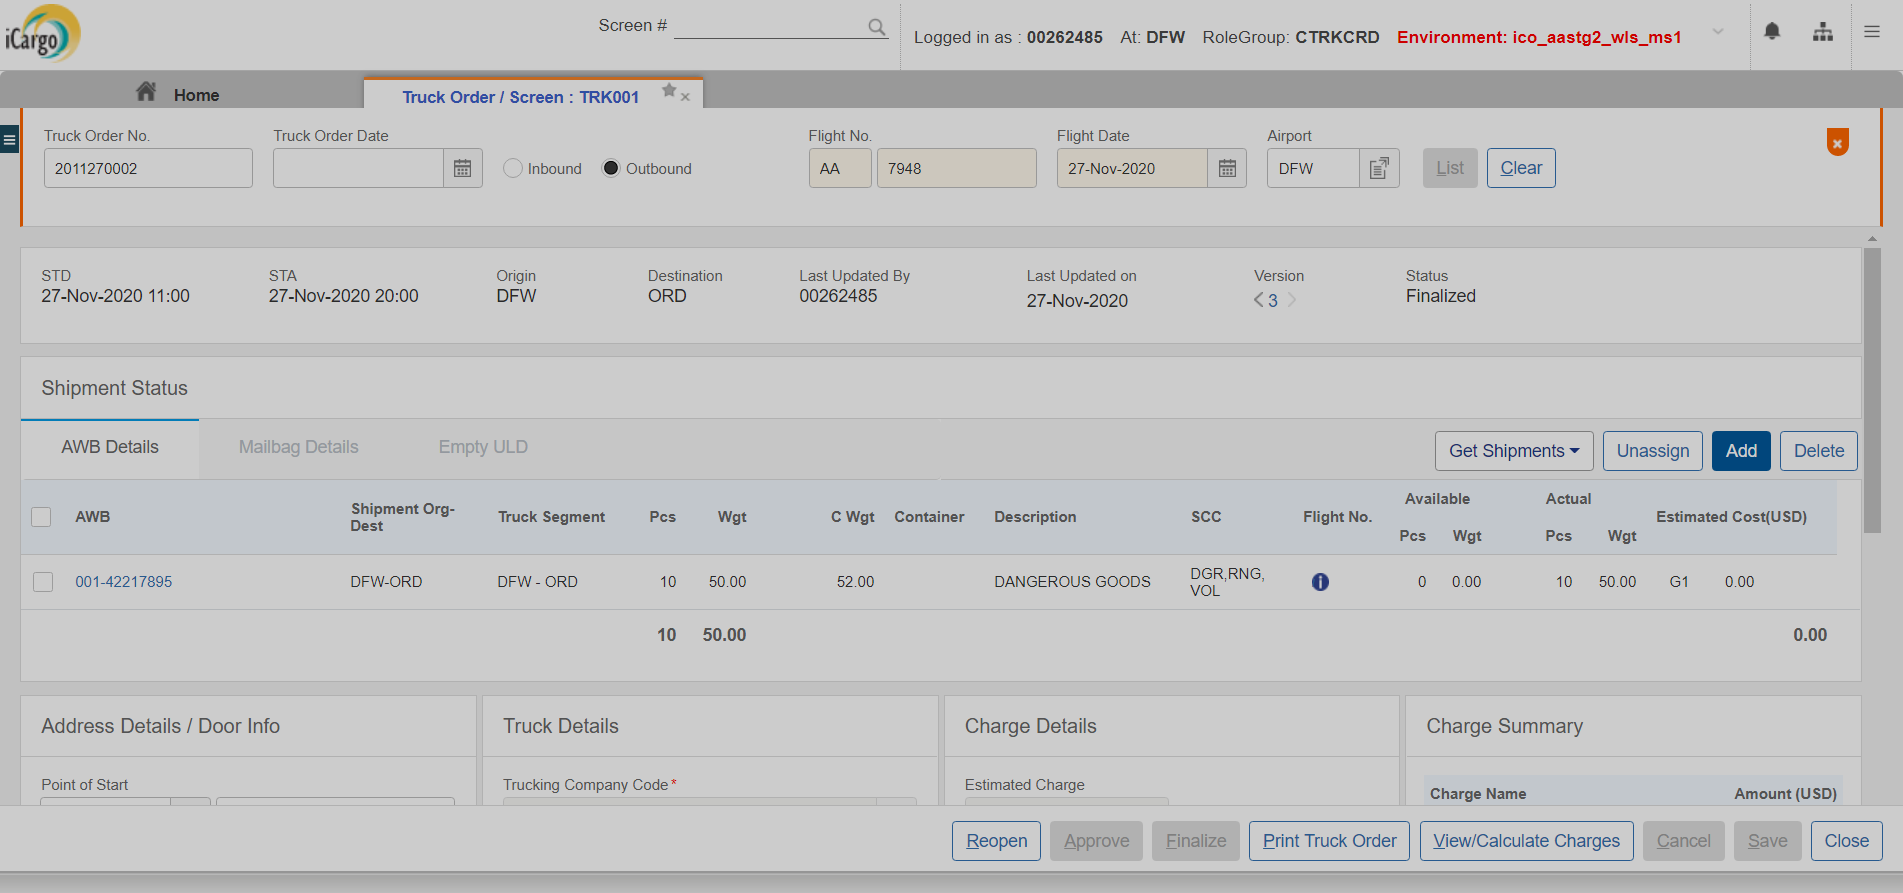 iCargo
Screen #
Logged in as : 00262485 At: DFW RoleGroup: CTRKCRD Environment: ico_aastg2_wls_ms1
Home
Truck Order / Screen : TRK001
Truck Order No. Truck Order Date Flight No. Flight Date Airport
2011270002 Inbound Outbound AA 7948 27-Nov-2020 DFW List Clear
STD STA Origin Destination Last Updated By Last Updated on Version Status
27-Nov-2020 11:00 27-Nov-2020 20:00 DFW ORD 00262485 27-Nov-2020 3 Finalized
Shipment Status
AWB Details Mailbag Details Empty ULD Get Shipments Unassign Add Delete
Available Actual
AWB Shipment Org-Dest Truck Segment Pcs Wgt C Wgt Container Description SCC Flight No. Pcs Wgt Pcs Wgt Estimated Cost(USD)
001-42217895 DFW-ORD DFW - ORD 10 50.00 52.00 DANGEROUS GOODS DGR,RNG, VOL 0 0.00 10 50.00 G1 0.00
10 50.00 0.00
Address Details / Door Info Truck Details Charge Details Charge Summary
Point of Start Trucking Company Code* Estimated Charge Charge Name Amount (USD)
Reopen Approve Finalize Print Truck Order View/Calculate Charges Cancel Save Close